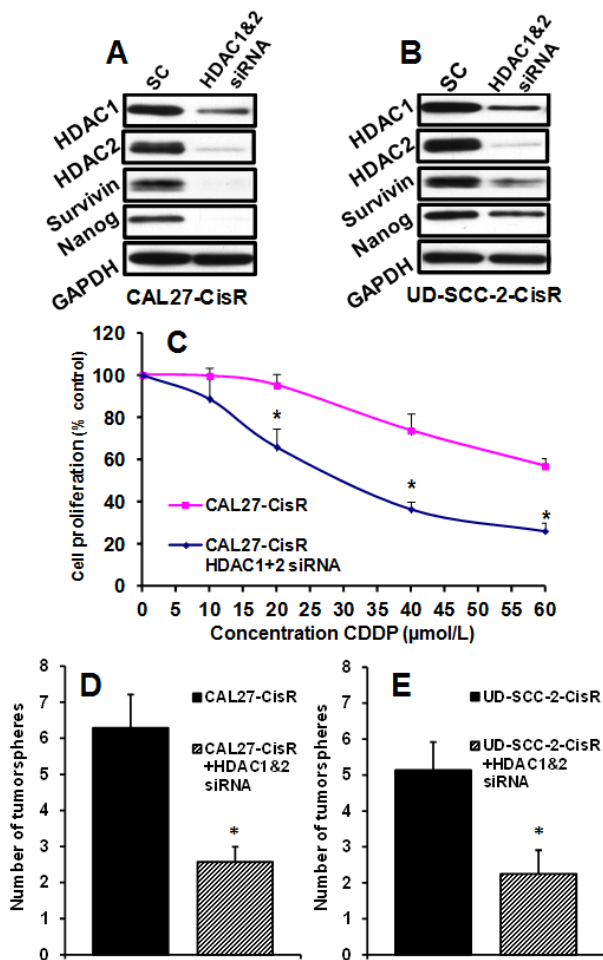 A
SC
HDAC1&2
siRNA
HDAC1
HDAC2
Survivin
Nanog
GAPDH
CAL27-CisR
B
SC
HDAC1&2
siRNA
HDAC1
HDAC2
Survivin
Nanog
GAPDH
UD-SCC-2-CisR
C
Cell proliferation (% control)
120
100
80
60
40
20
0
*
*
*
CAL27-CisR
CAL27-CisR
HDAC1+2 siRNA
0 5 10 15 20 25 30 35 40 45 50 55 60
Concentration CDDP (µmol/L)
D
Number of tumorspheres
8
7
6
5
4
3
2
1
0
CAL27-CisR
CAL27-CisR
+HDAC1&2
siRNA
*
E
Number of tumorspheres
8
7
6
5
4
3
2
1
0
UD-SCC-2-CisR
UD-SCC-2-CisR
+HDAC1&2
siRNA
*